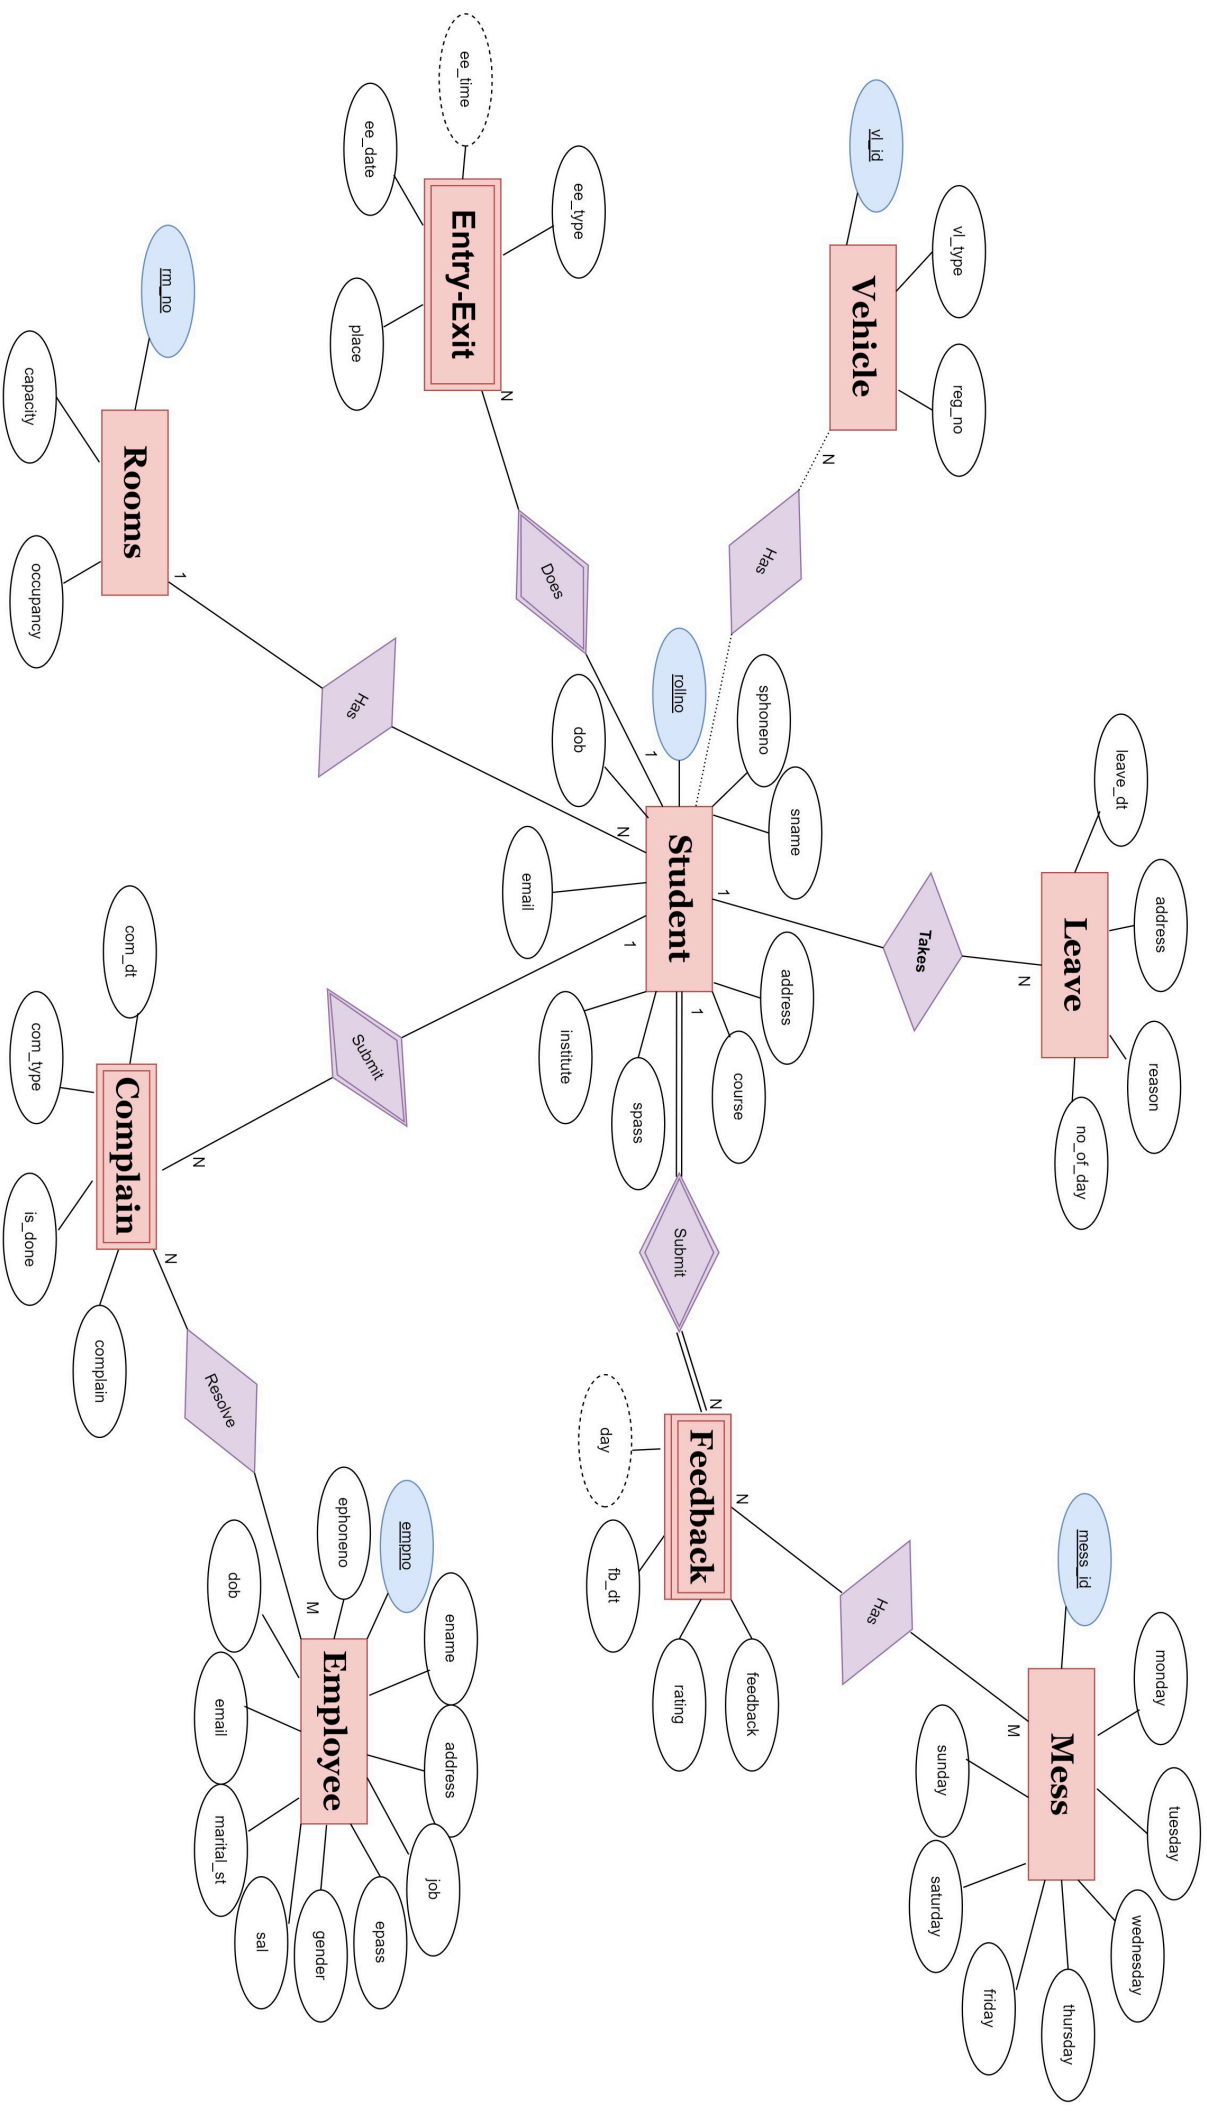 mess_id
monday
tuesday
wednesday
thursday
friday
saturday
sunday
Mess
M
Has
N
leave_dt
address
reason
no_of_day
Leave
N
Takes
1
vl_id
vl_type
reg_no
Vehicle
N
Has
sphoneno
sname
rollno
dob
email
address
course
institute
spass
Student
1
N
1
1
Submit
N
Feedback
day
fb_dt
rating
feedback
ee_time
ee_date
ee_type
place
Entry-Exit
N
Does
rm_no
capacity
occupancy
Rooms
1
Has
Submit
N
com_dt
com_type
is_done
complain
Complain
N
Resolve
M
empno
ephoneno
ename
dob
address
email
job
marital_st
epass
gender
sal
Employee